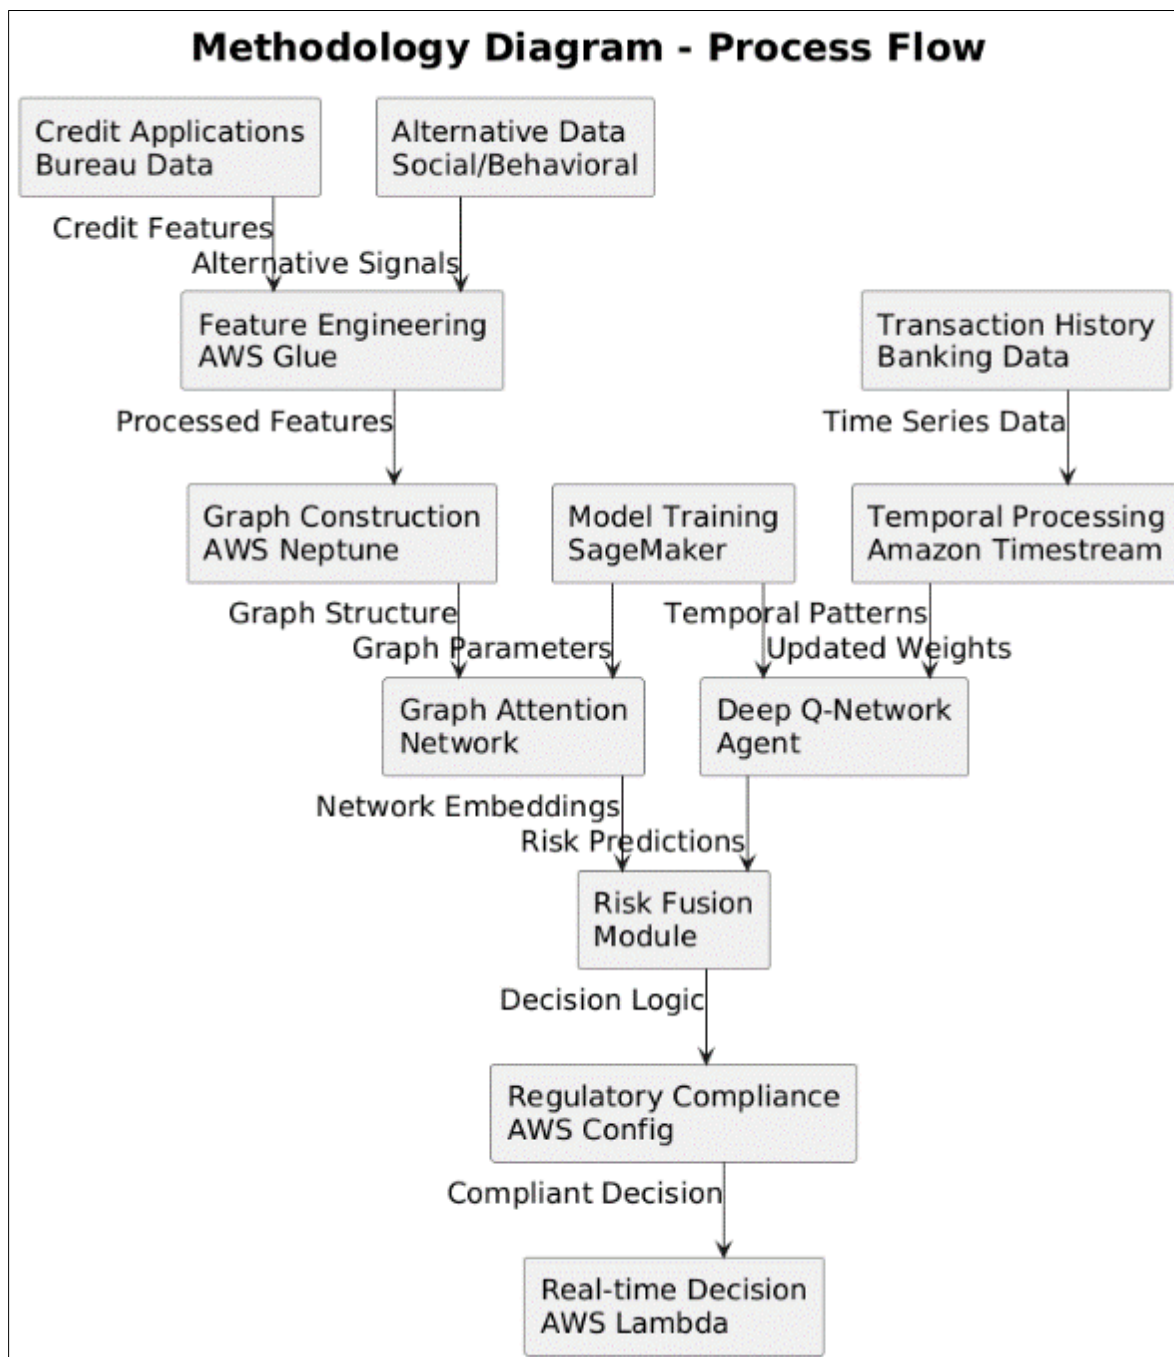 Methodology Diagram - Process Flow
Credit Applications
Bureau Data
Alternative Data
Social/Behavioral
Credit Features
Alternative Signals
Feature Engineering
AWS Glue
Transaction History
Banking Data
Processed Features
Time Series Data
Graph Construction
AWS Neptune
Model Training
SageMaker
Temporal Processing
Amazon Timestream
Graph Structure
Graph Parameters
Temporal Patterns
Updated Weights
Graph Attention
Network
Deep Q-Network
Agent
Network Embeddings
Risk Predictions
Risk Fusion
Module
Decision Logic
Regulatory Compliance
AWS Config
Compliant Decision
Real-time Decision
AWS Lambda